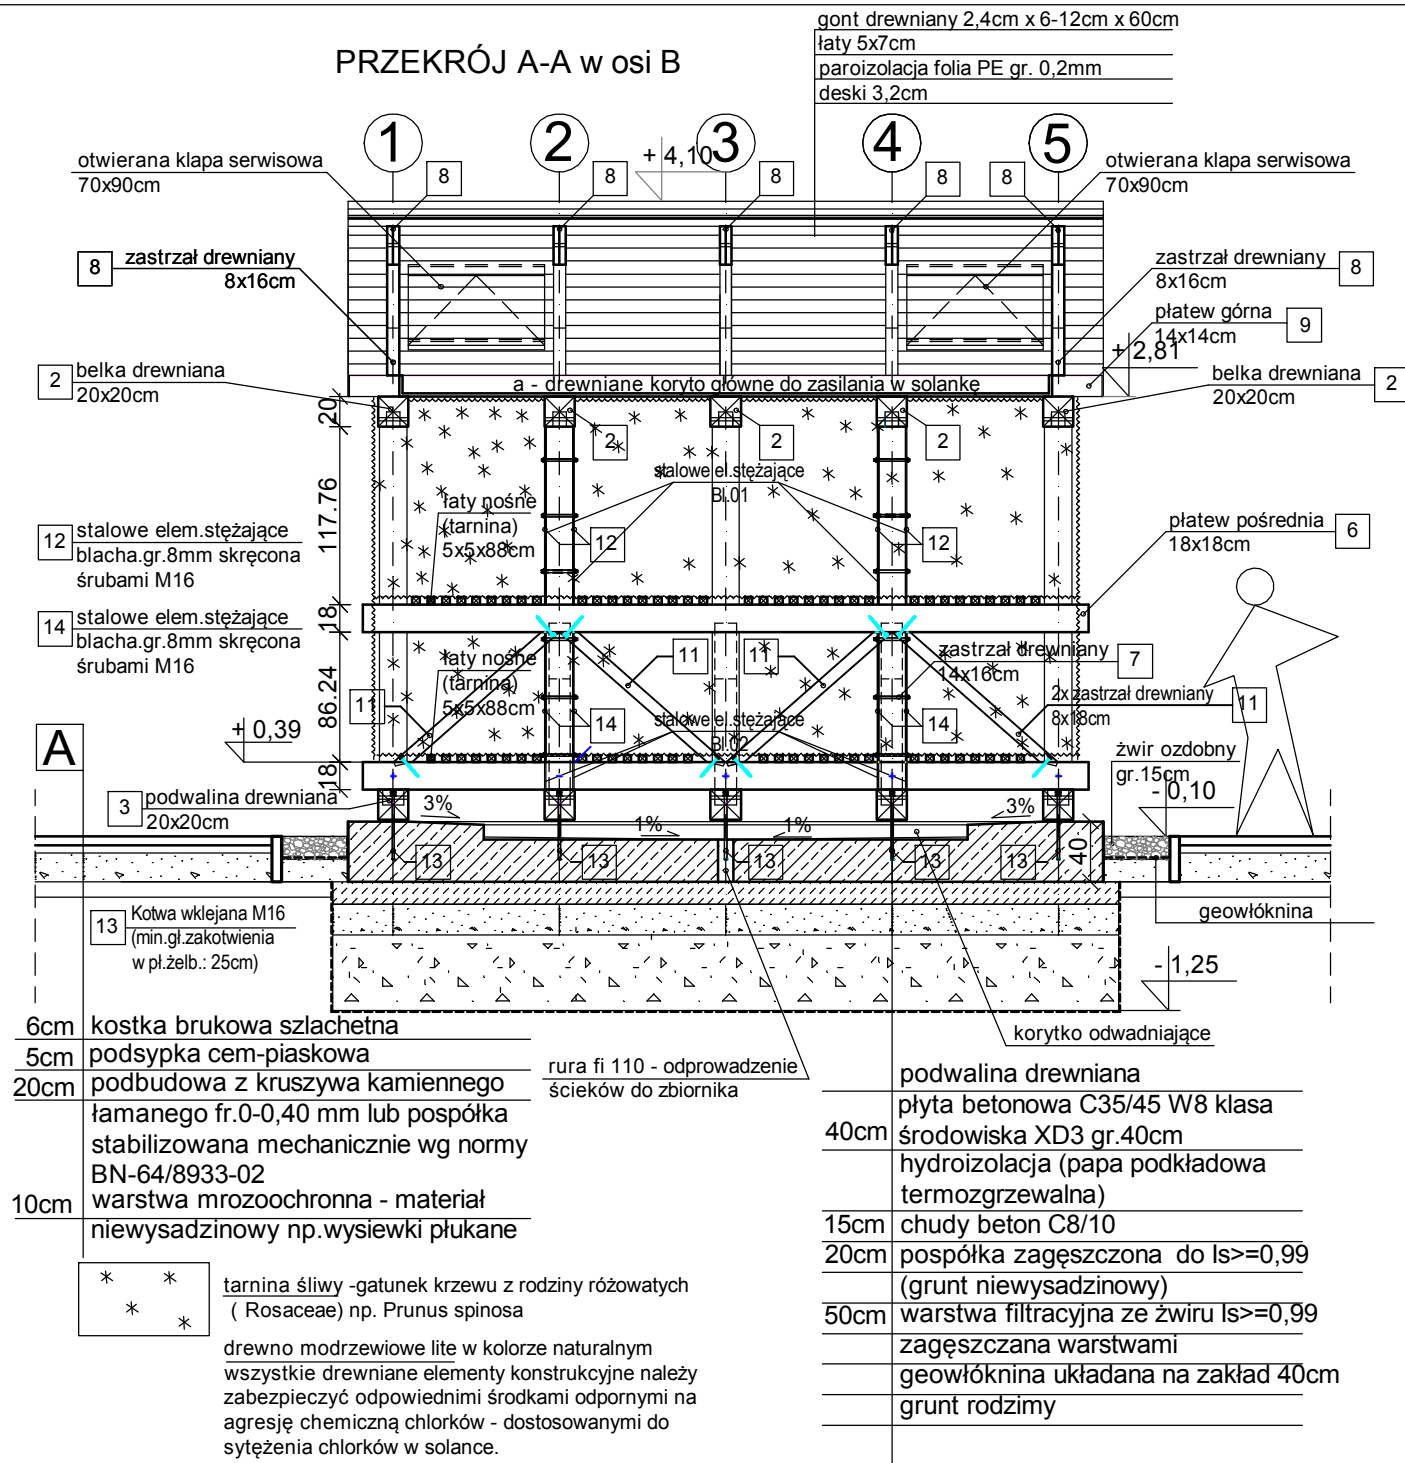 gont drewniany 2,4cm x 6-12cm x 60cm
łaty 5x7cm
paroizolacja folia PE gr. 0,2mm
deski 3,2cm
PRZEKRÓJ A-A w osi B
1
2
3
4
5
+ 4,10
8
8
8
8
8
otwierana klapa serwisowa
70x90cm
otwierana klapa serwisowa
70x90cm
8
zastrzał drewniany
8x16cm
zastrzał drewniany
8x16cm
8
płatew górna
14x14cm
9
+ 2,81
2
belka drewniana
20x20cm
belka drewniana
20x20cm
2
a - drewniane koryto główne do zasilania w solankę
20
2
2
2
stalowe el.stężające
Bl.01
117.76
łaty nośne
(tarnina)
5x5x88cm
12
stalowe elem.stężające
blacha.gr.8mm skręcona
śrubami M16
12
12
płatew pośrednia
18x18cm
6
18
14
stalowe elem.stężające
blacha.gr.8mm skręcona
śrubami M16
łaty nośne
(tarnina)
5x5x88cm
11
11
zastrzał drewniany
14x16cm
7
86.24
11
2x zastrzał drewniany
8x18cm
11
14
14
stalowe el.stężające
Bl.02
+ 0,39
A
żwir ozdobny
gr.15cm
- 0,10
18
3
podwalina drewniana
20x20cm
3%
1%
1%
3%
40
13
13
13
13
13
13
Kotwa wklejana M16
(min.gł.zakotwienia
w pł.żelb.: 25cm)
geowłóknina
- 1,25
korytko odwadniające
rura fi 110 - odprowadzenie
ścieków do zbiornika
6cm kostka brukowa szlachetna
5cm podsypka cem-piaskowa
20cm podbudowa z kruszywa kamiennego
łamanego fr.0-0,40 mm lub pospółka
stabilizowana mechanicznie wg normy
BN-64/8933-02
10cm warstwa mrozoochronna - materiał
niewysadzinowy np.wysiewki płukane
podwalina drewniana
płyta betonowa C35/45 W8 klasa
40cm środowiska XD3 gr.40cm
hydroizolacja (papa podkładowa
termozgrzewalna)
15cm chudy beton C8/10
20cm pospółka zagęszczona do Is>=0,99
(grunt niewysadzinowy)
50cm warstwa filtracyjna ze żwiru Is>=0,99
zagęszczana warstwami
geowłóknina układana na zakład 40cm
grunt rodzimy
tarnina śliwy -gatunek krzewu z rodziny różowatych
( Rosaceae) np. Prunus spinosa
drewno modrzewiowe lite w kolorze naturalnym
wszystkie drewniane elementy konstrukcyjne należy
zabezpieczyć odpowiednimi środkami odpornymi na
agresję chemiczną chlorków - dostosowanymi do
sytężenia chlorków w solance.